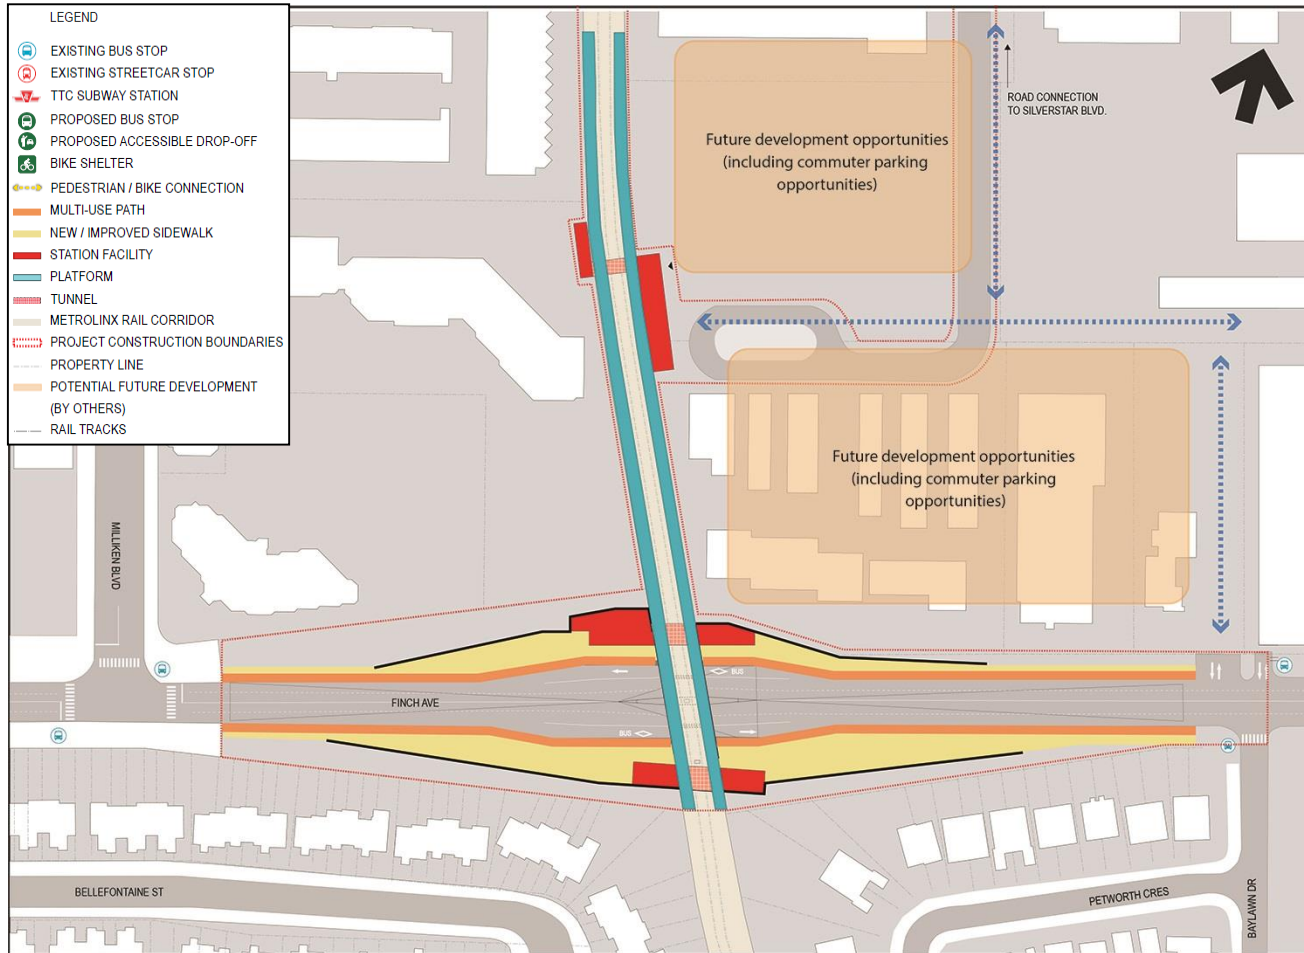 LEGEND
EXISTING BUS STOP
EXISTING STREETCAR STOP
TTC SUBWAY STATION
PROPOSED BUS STOP
PROPOSED ACCESSIBLE DROP-OFF
BIKE SHELTER
PEDESTRIAN / BIKE CONNECTION
MULTI-USE PATH
NEW / IMPROVED SIDEWALK
STATION FACILITY
PLATFORM
TUNNEL
METROLINX RAIL CORRIDOR
PROJECT CONSTRUCTION BOUNDARIES
PROPERTY LINE
POTENTIAL FUTURE DEVELOPMENT
(BY OTHERS)
RAIL TRACKS
ROAD CONNECTION
TO SILVERSTAR BLVD.
Future development opportunities
(including commuter parking
opportunities)
Future development opportunities
(including commuter parking
opportunities)
MILLIKEN BLVD
BUS
FINCH AVE
BUS
BELLEFONTAINE ST
PETWORTH CRES
BAYLAWN DR